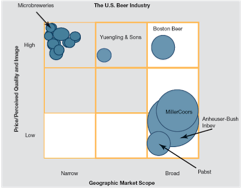 Microbreweries
The U.S. Beer Industry
Yuengling & Sons
Boston Beer
High
Price/Perceived Quality and Image
MillerCoors
Anheuser-Bush
Inbev
Low
Pabst
Narrow
Broad
Geographic Market Scope